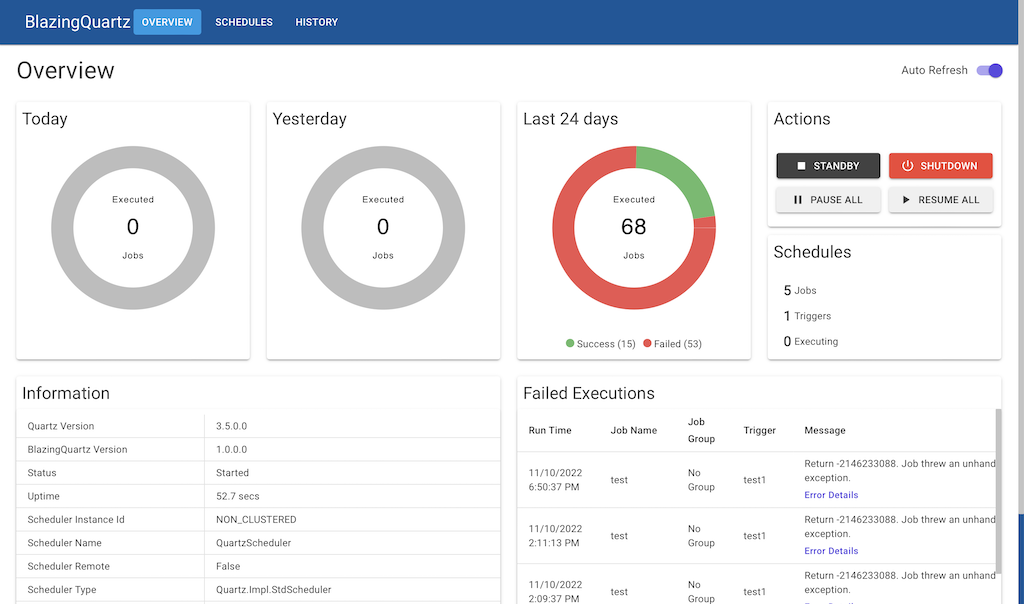 BlazingQuartz OVERVIEW SCHEDULES HISTORY
Overview
Auto Refresh
Today
Executed
0
Jobs
Yesterday
Executed
0
Jobs
Last 24 days
Executed
68
Jobs
Success (15) Failed (53)
Actions
STANDBY SHUTDOWN
PAUSE ALL RESUME ALL
Schedules
5 Jobs
1 Triggers
0 Executing
Information
Quartz Version 3.5.0.0
BlazingQuartz Version 1.0.0.0
Status Started
Uptime 52.7 secs
Scheduler Instance Id NON_CLUSTERED
Scheduler Name QuartzScheduler
Scheduler Remote False
Scheduler Type Quartz.Impl.StdScheduler
Failed Executions
Run Time Job Name Job Group Trigger Message
11/10/2022 6:50:37 PM test No Group test1 Return -2146233088. Job threw an unhand
exception.
Error Details
11/10/2022 2:11:13 PM test No Group test1 Return -2146233088. Job threw an unhand
exception.
Error Details
11/10/2022 2:09:37 PM test No Group test1 Return -2146233088. Job threw an unhand
exception.